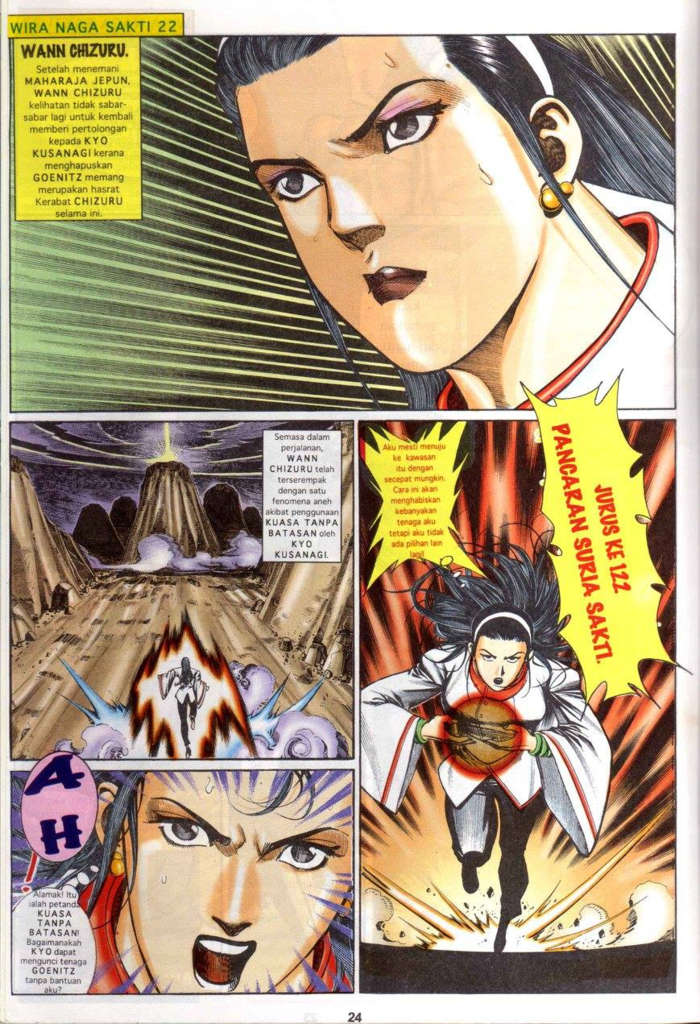 WIRA NAGA SAKTI 22
WANN CHIZURU.
Setelah menemani
MAHARAJA JEPUN,
WANN CHIZURU
kelihatan tidak sabar-
sabar lagi untuk kembali
memberi pertolongan
kepada KYO
KUSANAGI kerana
menghapuskan
GOENITZ memang
merupakan hasrat
Kerabat CHIZURU
selama ini.
Semasa dalam
perjalanan,
WANN
CHIZURU telah
terserempak
dengan satu
fenomena aneh
akibat penggunaan
KUASA TANPA
BATASAN oleh
KYO
KUSANAGI.
Aku mesti menuju
ke kawasan
itu dengan
secepat mungkin.
Cara ini akan
menghabiskan
kebanyakan
tenaga aku
tetapi aku tidak
ada pilihan lain
lagi!
JURUS KE 122
PANCARAN SURIA SAKTI.
AH
Alamak! Itu
ialah petanda
KUASA
TANPA
BATASAN!
Bagaimanakah
KYO dapat
mengunci tenaga
GOENITZ
tanpa bantuan
aku?
24